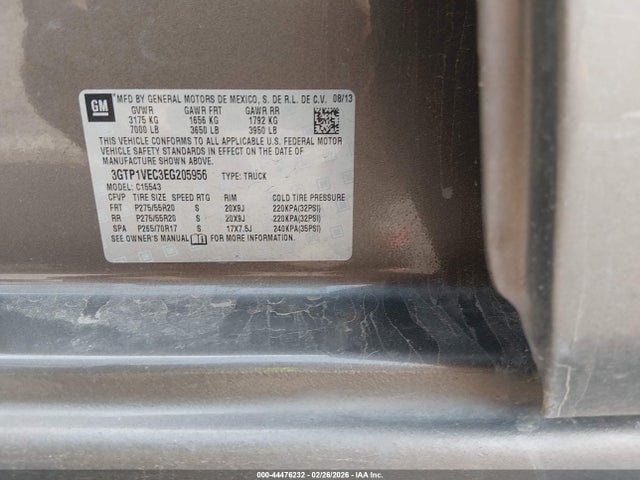 GM
MFD BY GENERAL MOTORS DE MEXICO, S. DE R.L. DE C.V. 08/13
GVWR GAWR FRT GAWR RR
3175 KG 1656 KG 1792 KG
7000 LB 3650 LB 3950 LB
THIS VEHICLE CONFORMS TO ALL APPLICABLE U.S. FEDERAL MOTOR
VEHICLE SAFETY STANDARDS IN EFFECT ON THE DATE OF
MANUFACTURE SHOWN ABOVE.
3GTP1VEC3EG205956 TYPE: TRUCK
MODEL: C15543
CFVP TIRE SIZE SPEED RTG RIM COLD TIRE PRESSURE
FRT P275/55R20 S 20X9J 220KPA(32PSI)
RR P275/55R20 S 20X9J 220KPA(32PSI)
SPA P265/70R17 S 17X7.5J 240KPA(35PSI)
SEE OWNER'S MANUAL FOR MORE INFORMATION.
000-44476232 - 02/26/2026 - IAA Inc.